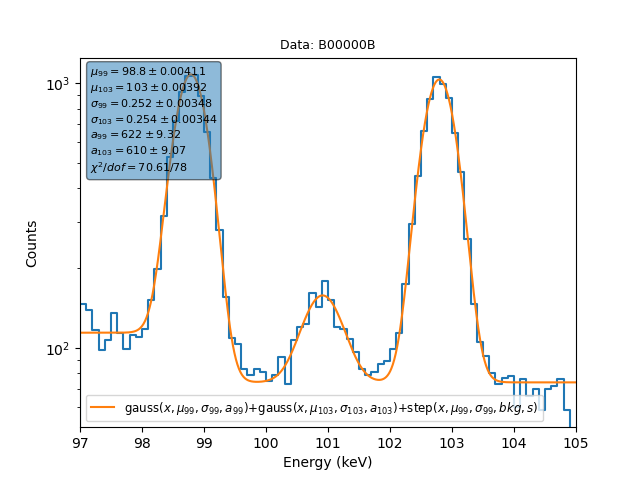 Data: B00000B
μ99 = 98.8 ± 0.00411
μ103 = 103 ± 0.00392
σ99 = 0.252 ± 0.00348
σ103 = 0.254 ± 0.00344
a99 = 622 ± 9.32
a103 = 610 ± 9.07
χ²/dof = 70.61/78
10³
10²
Counts
gauss(x, μ99, σ99, a99)+gauss(x, μ103, σ103, a103)+step(x, μ99, σ99, bkg, s)
97 98 99 100 101 102 103 104 105
Energy (keV)